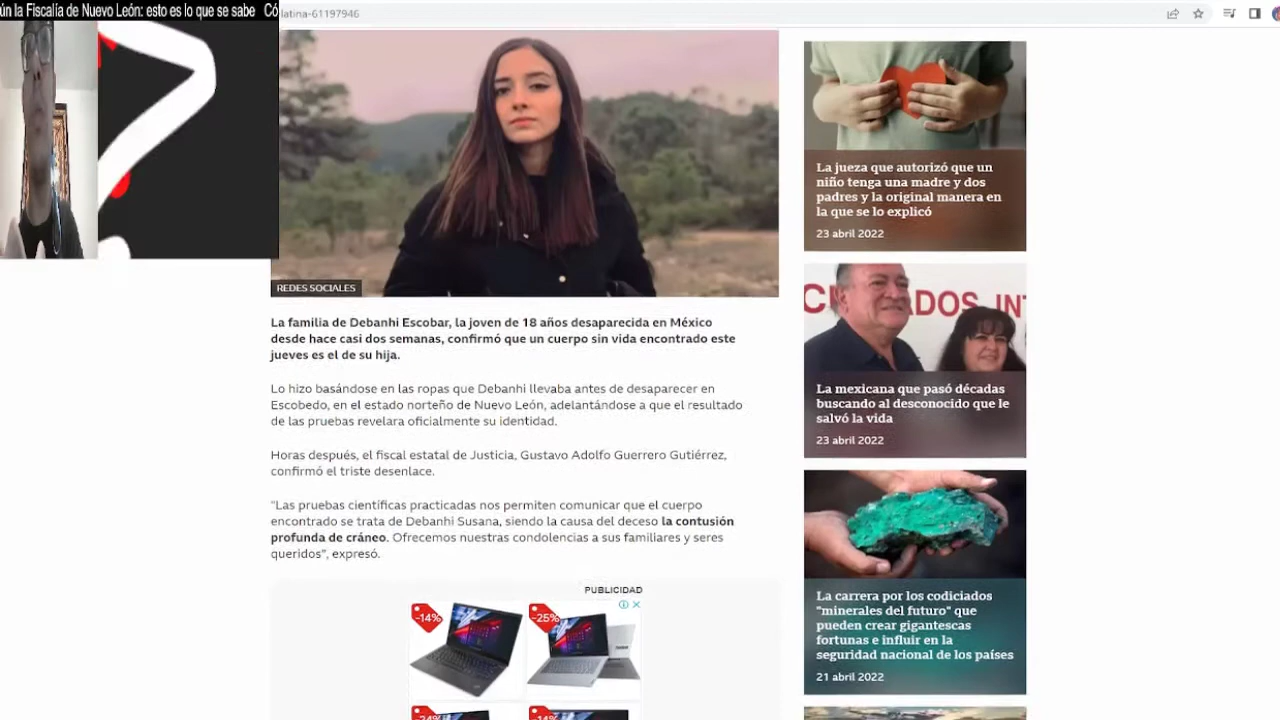 ún la Fiscalía de Nuevo León: esto es lo que se sabe Có
latina-61197946
REDES SOCIALES
La familia de Debanhi Escobar, la joven de 18 años desaparecida en México
desde hace casi dos semanas, confirmó que un cuerpo sin vida encontrado este
jueves es el de su hija.
Lo hizo basándose en las ropas que Debanhi llevaba antes de desaparecer en
Escobedo, en el estado norteño de Nuevo León, adelantándose a que el resultado
de las pruebas revelara oficialmente su identidad.
Horas después, el fiscal estatal de Justicia, Gustavo Adolfo Guerrero Gutiérrez,
confirmó el triste desenlace.
"Las pruebas científicas practicadas nos permiten comunicar que el cuerpo
encontrado se trata de Debanhi Susana, siendo la causa del deceso la contusión
profunda de cráneo. Ofrecemos nuestras condolencias a sus familiares y seres
queridos", expresó.
PUBLICIDAD
-14%
-25%
-24%
-14%
La jueza que autorizó que un
niño tenga una madre y dos
padres y la original manera en
la que se lo explicó
23 abril 2022
DOS INT
La mexicana que pasó décadas
buscando al desconocido que le
salvó la vida
23 abril 2022
La carrera por los codiciados
"minerales del futuro" que
pueden crear gigantescas
fortunas e influir en la
seguridad nacional de los países
21 abril 2022